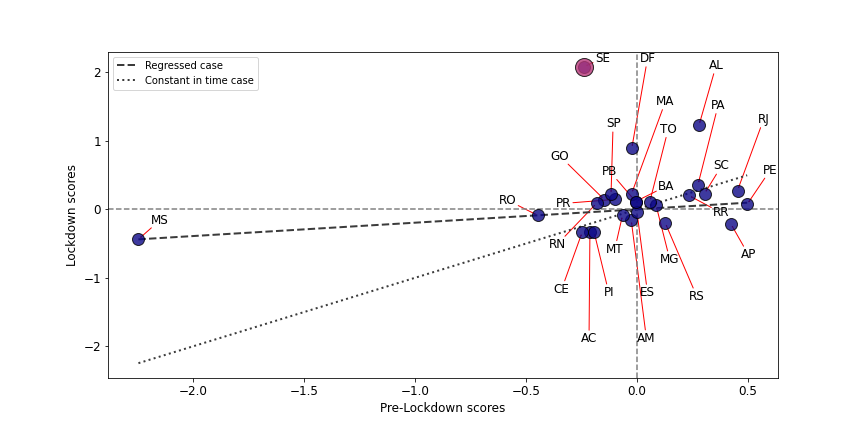 Regressed case
Constant in time case
SE
DF
AL
MA
PA
SP
TO
RJ
GO
PB
SC
PE
RO
PR
BA
MS
RR
RN
MT
MG
AP
CE
PI
ES
RS
AC
AM
2
1
0
−1
−2
Lockdown scores
−2.0
−1.5
−1.0
−0.5
0.0
0.5
Pre-Lockdown scores